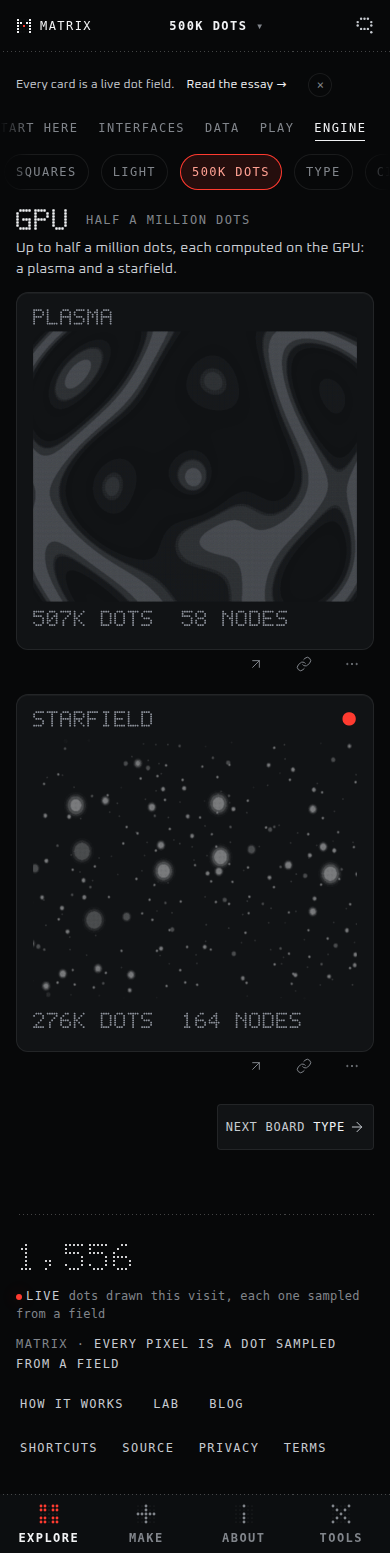 MATRIX
500K DOTS ▾
Every card is a live dot field. Read the essay → ×
START HERE INTERFACES DATA PLAY ENGINE
SQUARES LIGHT 500K DOTS TYPE
GPU HALF A MILLION DOTS
Up to half a million dots, each computed on the GPU:
a plasma and a starfield.
PLASMA
507K DOTS 58 NODES
STARFIELD
276K DOTS 164 NODES
NEXT BOARD TYPE →
1,556
LIVE dots drawn this visit, each one sampled
from a field
MATRIX · EVERY PIXEL IS A DOT SAMPLED
FROM A FIELD
HOW IT WORKS LAB BLOG
SHORTCUTS SOURCE PRIVACY TERMS
EXPLORE MAKE ABOUT TOOLS